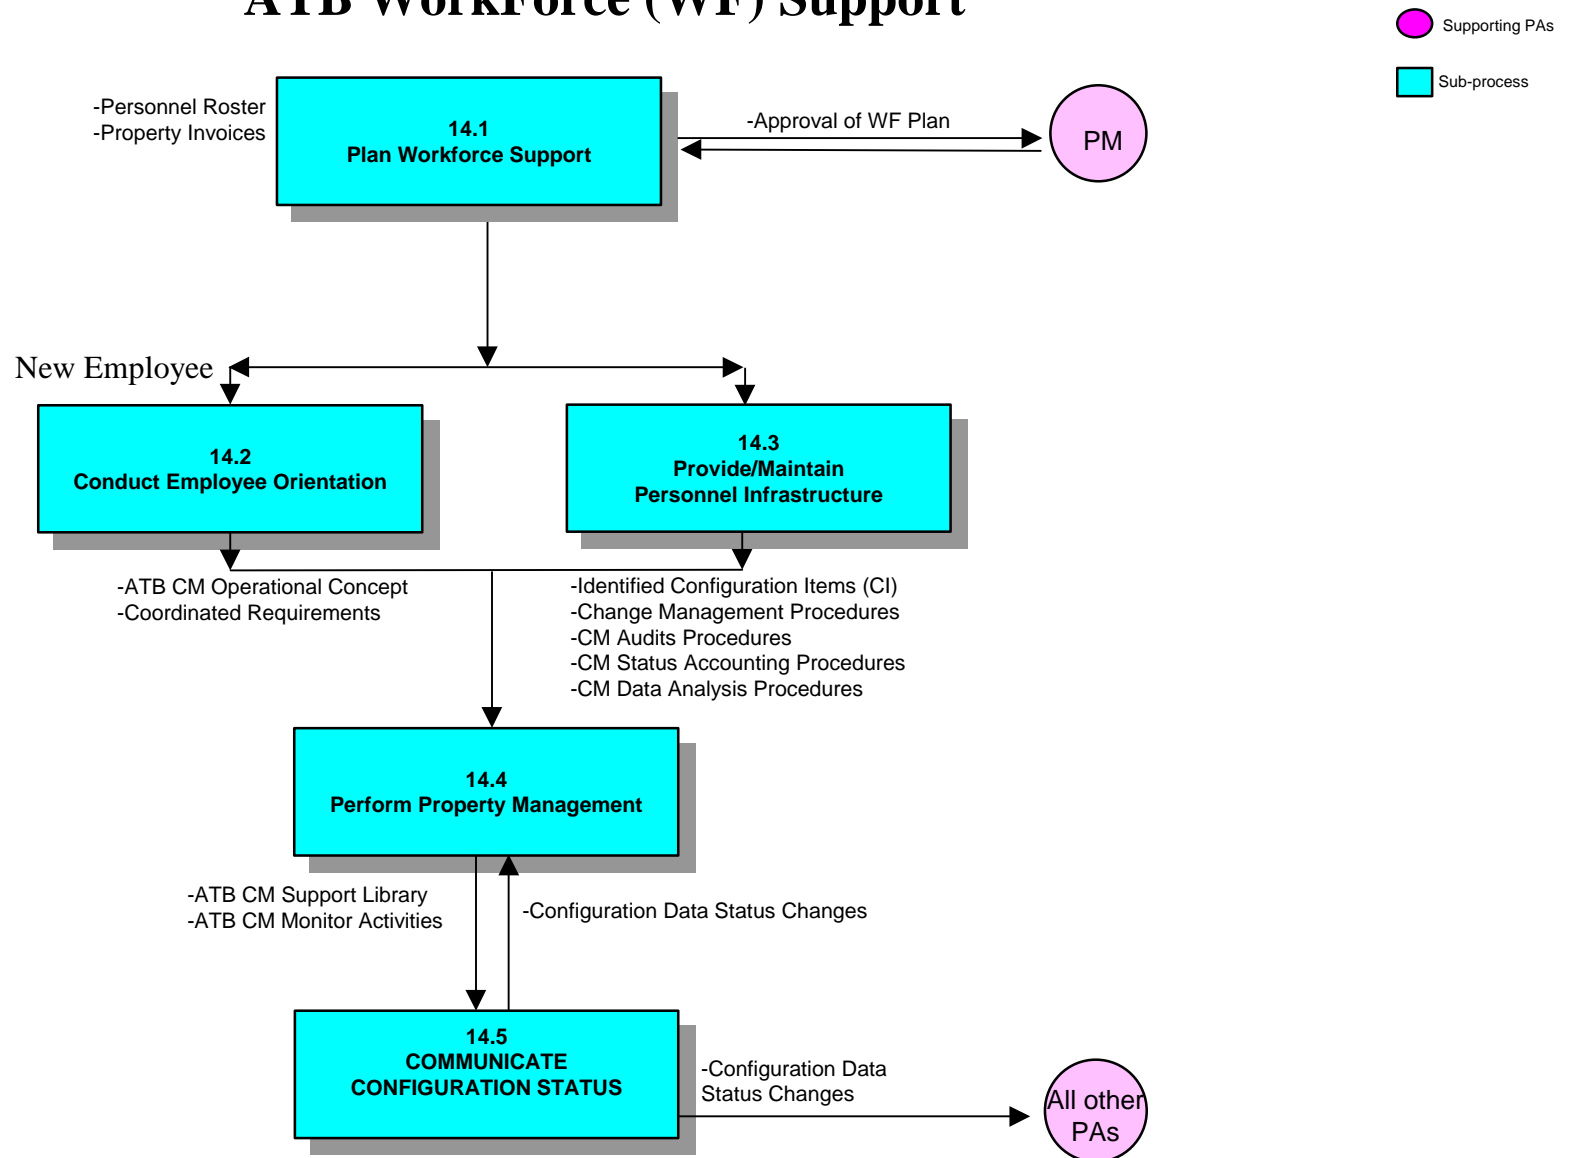 ATB WorkForce (WF) Support
Supporting PAs
Sub-process
-Personnel Roster
-Property Invoices
14.1
Plan Workforce Support
-Approval of WF Plan
PM
New Employee
14.2
Conduct Employee Orientation
14.3
Provide/Maintain
Personnel Infrastructure
-ATB CM Operational Concept
-Coordinated Requirements
-Identified Configuration Items (CI)
-Change Management Procedures
-CM Audits Procedures
-CM Status Accounting Procedures
-CM Data Analysis Procedures
14.4
Perform Property Management
-ATB CM Support Library
-ATB CM Monitor Activities
-Configuration Data Status Changes
14.5
COMMUNICATE
CONFIGURATION STATUS
-Configuration Data
Status Changes
All other
PAs